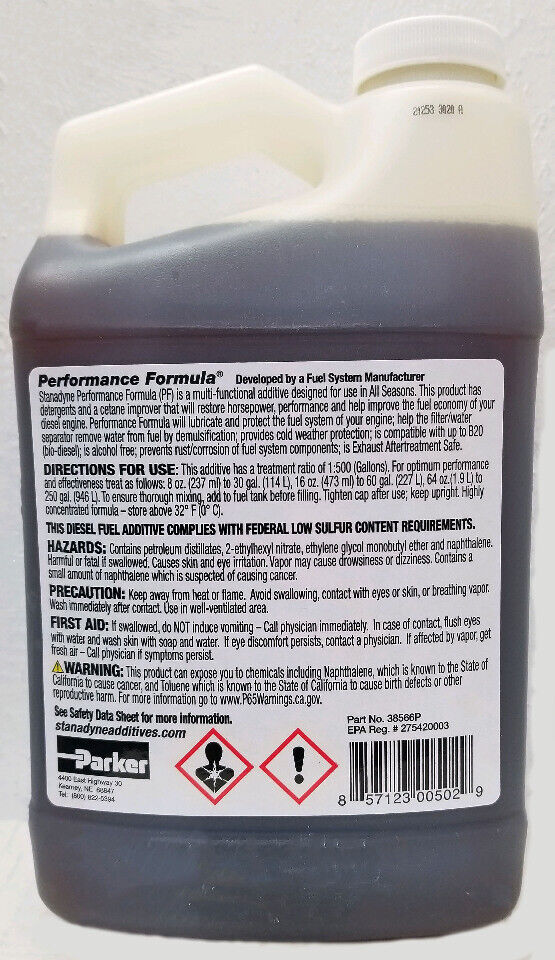 21253 3020 A
Performance Formula® Developed by a Fuel System Manufacturer
Stanadyne Performance Formula (PF) is a multi-functional additive designed for use in All Seasons. This product has
detergents and a cetane improver that will restore horsepower, performance and help improve the fuel economy of your
diesel engine. Performance Formula will lubricate and protect the fuel system of your engine; help the filter/water
separator remove water from fuel by demulsification; provides cold weather protection; is compatible with up to B20
(bio-diesel); is alcohol free; prevents rust/corrosion of fuel system components; is Exhaust Aftertreatment Safe.
DIRECTIONS FOR USE: This additive has a treatment ratio of 1:500 (Gallons). For optimum performance
and effectiveness treat as follows: 8 oz. (237 ml) to 30 gal. (114 L), 16 oz. (473 ml) to 60 gal. (227 L), 64 oz.(1.9 L) to
250 gal. (946 L). To ensure thorough mixing, add to fuel tank before filling. Tighten cap after use; keep upright. Highly
concentrated formula – store above 32° F (0° C).
THIS DIESEL FUEL ADDITIVE COMPLIES WITH FEDERAL LOW SULFUR CONTENT REQUIREMENTS.
HAZARDS: Contains petroleum distillates, 2-ethylhexyl nitrate, ethylene glycol monobutyl ether and naphthalene.
Harmful or fatal if swallowed. Causes skin and eye irritation. Vapor may cause drowsiness or dizziness. Contains a
small amount of naphthalene which is suspected of causing cancer.
PRECAUTION: Keep away from heat or flame. Avoid swallowing, contact with eyes or skin, or breathing vapor.
Wash immediately after contact. Use in well-ventilated area.
FIRST AID: If swallowed, do NOT induce vomiting – Call physician immediately. In case of contact, flush eyes
with water and wash skin with soap and water. If eye discomfort persists, contact a physician. If affected by vapor, get
fresh air – Call physician if symptoms persist.
WARNING: This product can expose you to chemicals including Naphthalene, which is known to the State of
California to cause cancer, and Toluene which is known to the State of California to cause birth defects or other
reproductive harm. For more information go to www.P65Warnings.ca.gov.
See Safety Data Sheet for more information.
stanadyneadditives.com
Part No. 38566P
EPA Reg. # 275420003
Parker
4400 East Highway 30
Kearney, NE 68847
Tel: (800) 822-5394
8 57123 00502 9